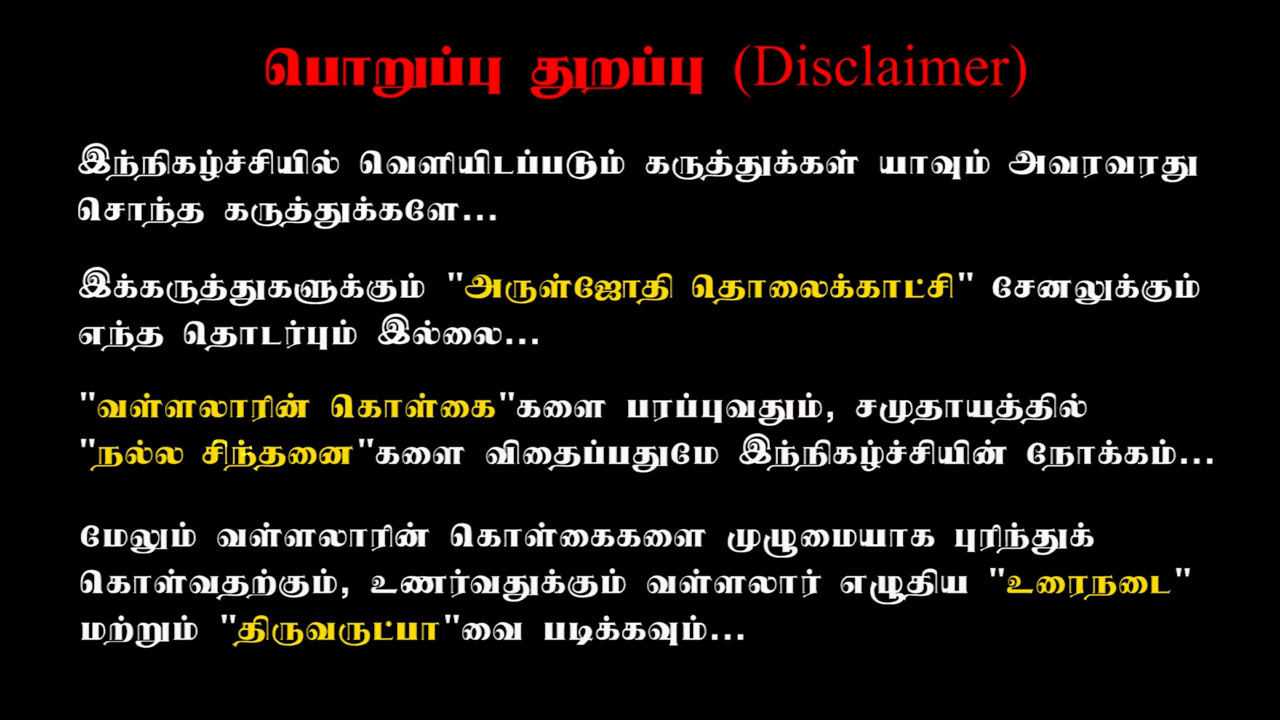 பொறுப்பு துறப்பு (Disclaimer)
இந்நிகழ்ச்சியில் வெளியிடப்படும் கருத்துக்கள் யாவும் அவரவரது
சொந்த கருத்துக்களே...
இக்கருத்துகளுக்கும் "அருள்ஜோதி தொலைக்காட்சி" சேனலுக்கும்
எந்த தொடர்பும் இல்லை...
"வள்ளலாரின் கொள்கை"களை பரப்புவதும், சமுதாயத்தில்
"நல்ல சிந்தனை"களை விதைப்பதுமே இந்நிகழ்ச்சியின் நோக்கம்...
மேலும் வள்ளலாரின் கொள்கைகளை முழுமையாக புரிந்துக்
கொள்வதற்கும், உணர்வதுக்கும் வள்ளலார் எழுதிய "உரைநடை"
மற்றும் "திருவருட்பா"வை படிக்கவும்...